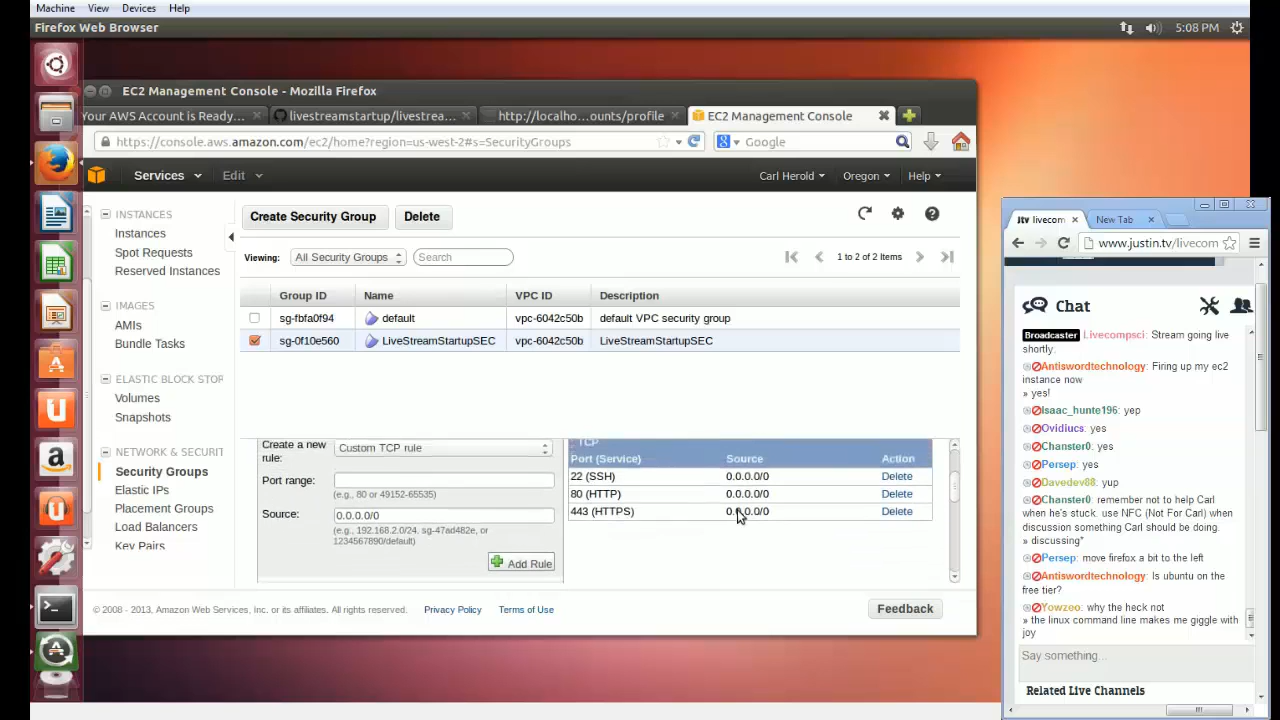 Machine View Devices Help
Firefox Web Browser
5:08 PM
EC2 Management Console - Mozilla Firefox
Your AWS Account is Ready... livestreamstartup/livestrea... http://localho...ounts/profile EC2 Management Console
https://console.aws.amazon.com/ec2/home?region=us-west-2#s=SecurityGroups
Google
Services Edit Carl Herold Oregon Help
INSTANCES
Instances
Spot Requests
Reserved Instances
IMAGES
AMIs
Bundle Tasks
ELASTIC BLOCK STOR
Volumes
Snapshots
NETWORK & SECURITY
Security Groups
Elastic IPs
Placement Groups
Load Balancers
Key Pairs
Create Security Group Delete
Viewing: All Security Groups Search 1 to 2 of 2 Items
Group ID Name VPC ID Description
sg-fbfa0f94 default vpc-6042c50b default VPC security group
sg-0f10e560 LiveStreamStartupSEC vpc-6042c50b LiveStreamStartupSEC
Create a new rule: Custom TCP rule
Port range:
(e.g., 80 or 49152-65535)
Source: 0.0.0.0/0
(e.g., 192.168.2.0/24, sg-47ad482e, or
1234567890/default)
Add Rule
TCP
Port (Service) Source Action
22 (SSH) 0.0.0.0/0 Delete
80 (HTTP) 0.0.0.0/0 Delete
443 (HTTPS) 0.0.0.0/0 Delete
© 2008 - 2013, Amazon Web Services, Inc. or its affiliates. All rights reserved. Privacy Policy Terms of Use
Feedback
jtv livecom New Tab
www.justin.tv/livecom
Chat
Broadcaster Livecompsci: Stream going live
shortly.
Antiswordtechnology: Firing up my ec2
instance now
» yes!
Isaac_hunte196: yep
Ovidiucs: yes
Chanster0: yes
Persep: yes
Davedev88: yup
Chanster0: remember not to help Carl
when he's stuck. use NFC (Not For Carl) when
discussion something Carl should be doing.
» discussing*
Persep: move firefox a bit to the left
Antiswordtechnology: Is ubuntu on the
free tier?
Yowzeo: why the heck not
» the linux command line makes me giggle with
joy
Say something...
Related Live Channels